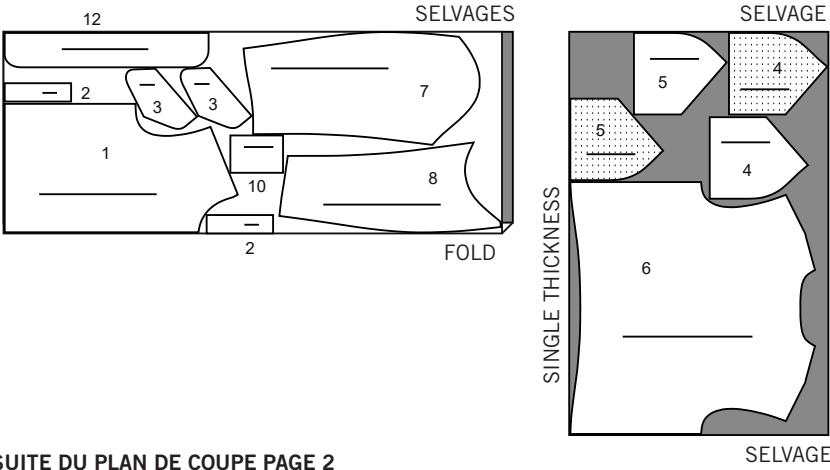 SELVAGES
12
2
3
3
7
1
10
8
2
FOLD
SELVAGE
5
4
5
4
SINGLE THICKNESS
6
SELVAGE
SUITE DU PLAN DE COUPE PAGE 2